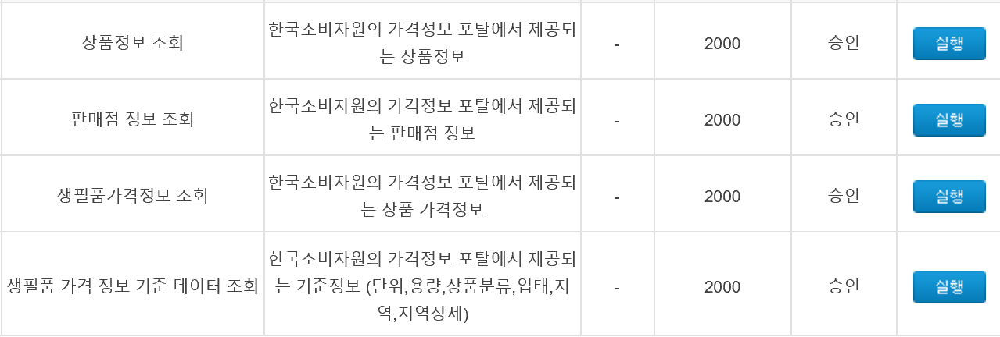 상품정보 조회
한국소비자원의 가격정보 포탈에서 제공되
는 상품정보
-
2000
승인
실행
판매점 정보 조회
한국소비자원의 가격정보 포탈에서 제공되
는 판매점 정보
-
2000
승인
실행
생필품가격정보 조회
한국소비자원의 가격정보 포탈에서 제공되
는 상품 가격정보
-
2000
승인
실행
생필품 가격 정보 기준 데이터 조회
한국소비자원의 가격정보 포탈에서 제공되
는 기준정보 (단위,용량,상품분류,업태,지
역,지역상세)
-
2000
승인
실행